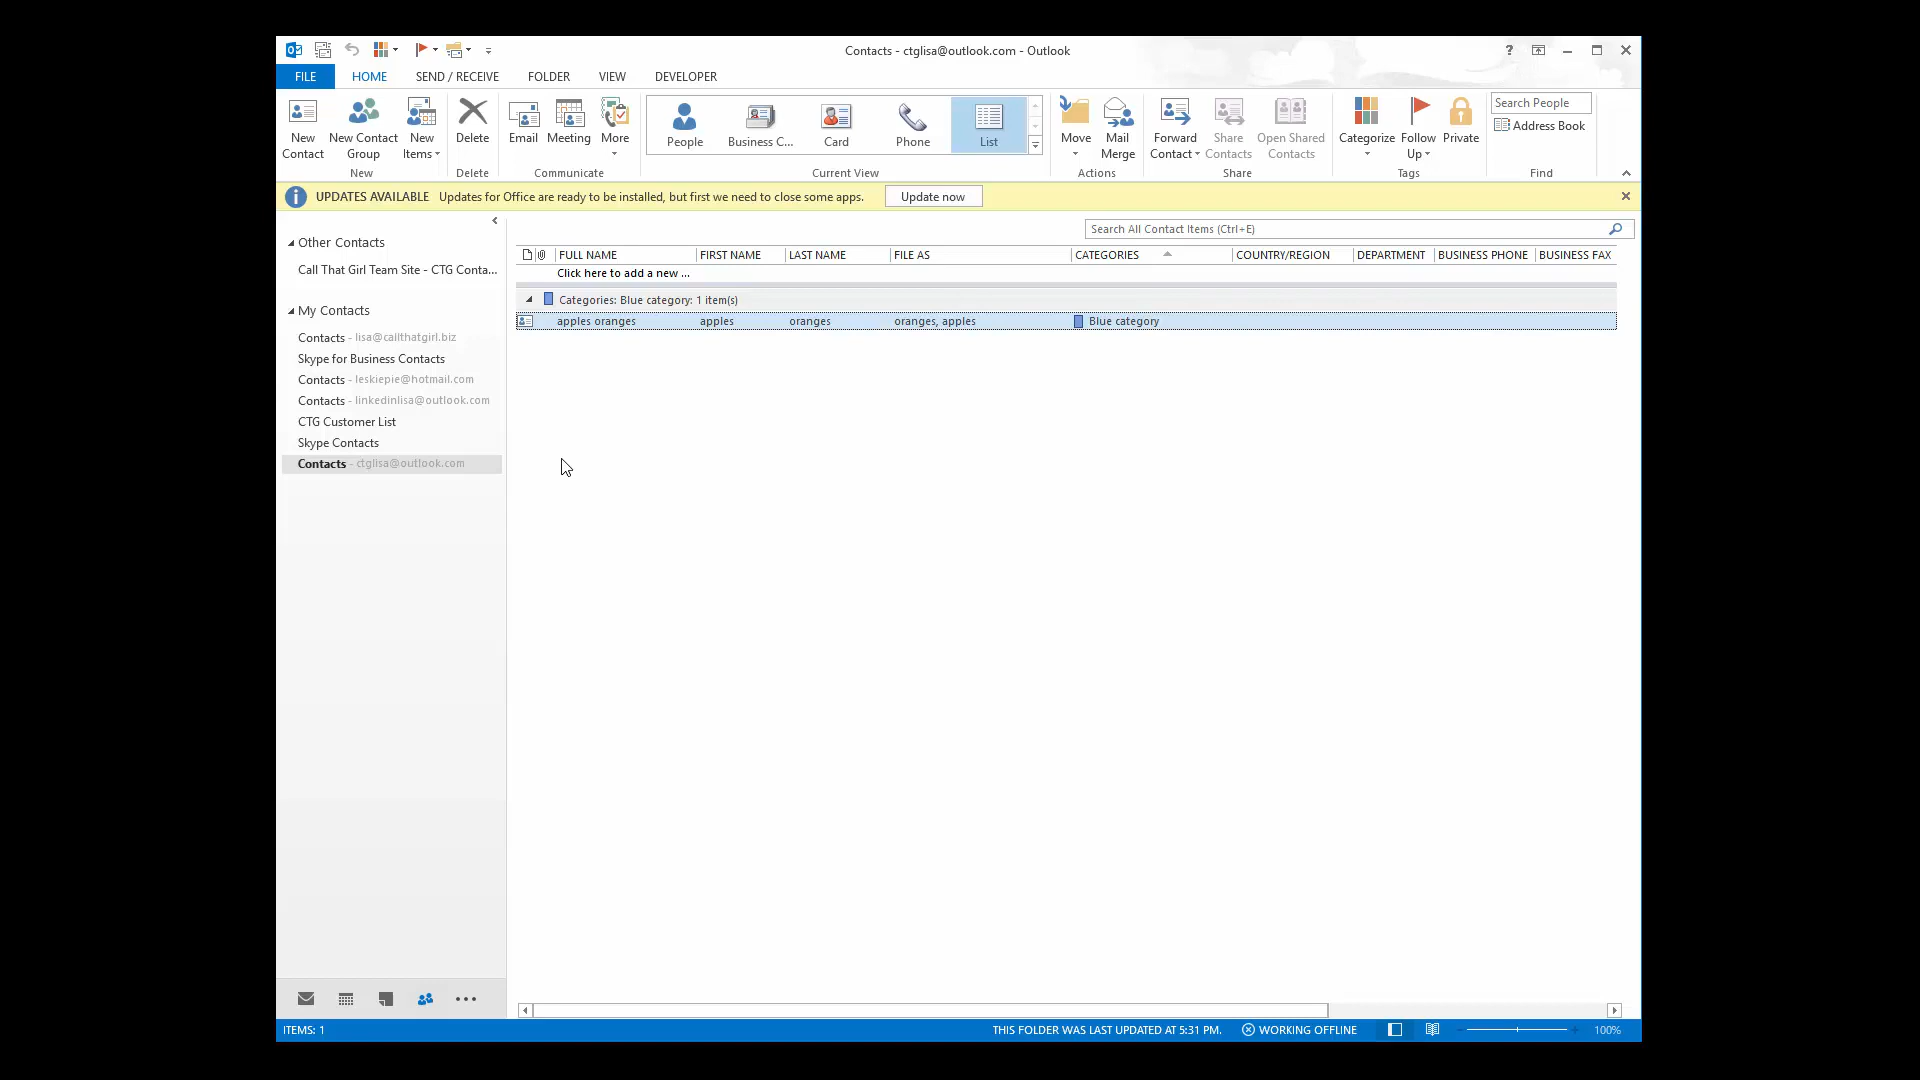 Contacts - ctglisa@outlook.com - Outlook
?
FILE HOME SEND / RECEIVE FOLDER VIEW DEVELOPER
New Contact
New Contact Group
New Items
New
Delete
Delete
Email
Meeting
More
Communicate
People
Business C...
Card
Phone
List
Current View
Move
Mail Merge
Actions
Forward Contact
Share Contacts
Open Shared Contacts
Share
Categorize
Follow Up
Private
Tags
Search People
Address Book
Find
UPDATES AVAILABLE Updates for Office are ready to be installed, but first we need to close some apps. Update now
Other Contacts
Call That Girl Team Site - CTG Conta...
My Contacts
Contacts - lisa@callthatgirl.biz
Skype for Business Contacts
Contacts - leskiepie@hotmail.com
Contacts - linkedinlisa@outlook.com
CTG Customer List
Skype Contacts
Contacts - ctglisa@outlook.com
Search All Contact Items (Ctrl+E)
FULL NAME FIRST NAME LAST NAME FILE AS CATEGORIES COUNTRY/REGION DEPARTMENT BUSINESS PHONE BUSINESS FAX
Click here to add a new ...
Categories: Blue category: 1 item(s)
apples oranges apples oranges oranges, apples Blue category
ITEMS: 1
THIS FOLDER WAS LAST UPDATED AT 5:31 PM. WORKING OFFLINE 100%